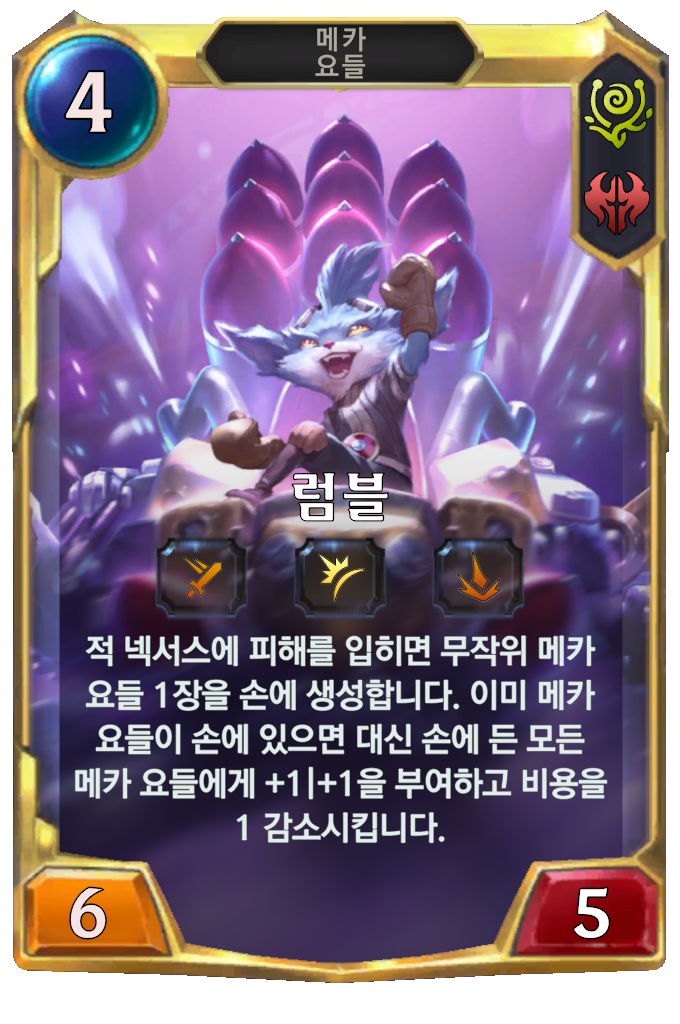 메카
요들
4
럼블
적 넥서스에 피해를 입히면 무작위 메카
요들 1장을 손에 생성합니다. 이미 메카
요들이 손에 있으면 대신 손에 든 모든
메카 요들에게 +1|+1을 부여하고 비용을
1 감소시킵니다.
6
5